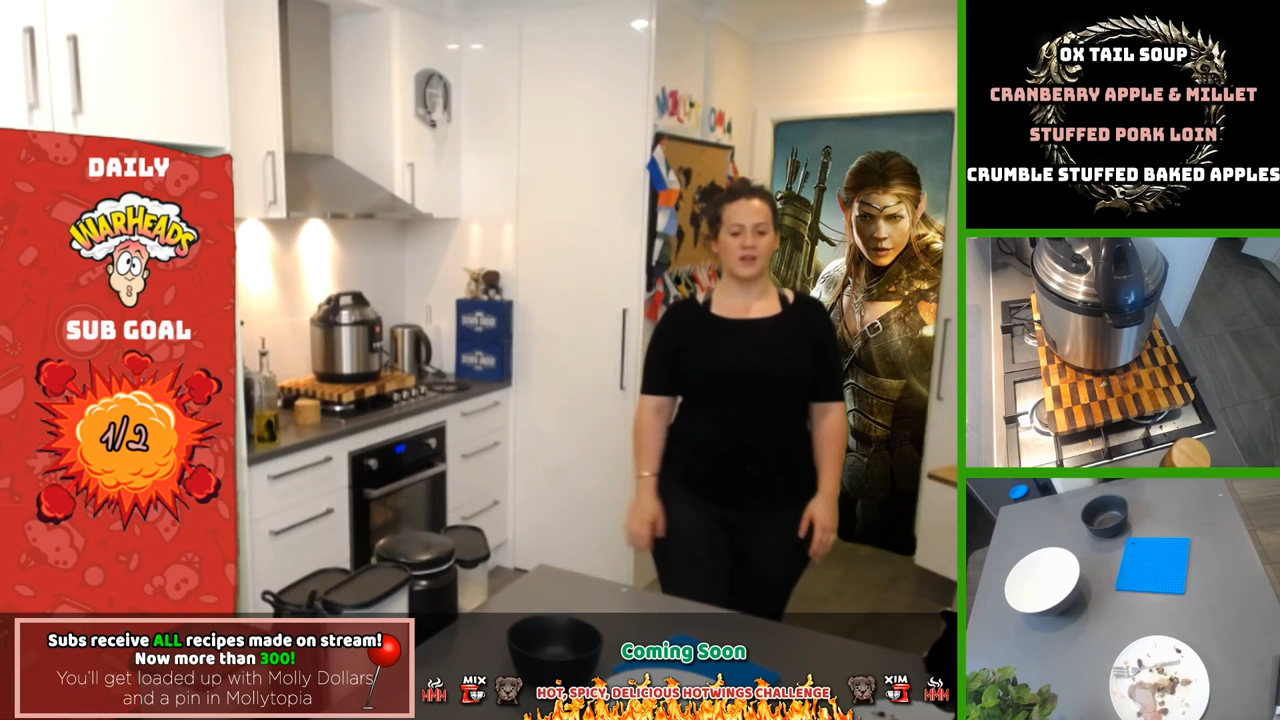 DAILY
WARHEADS
SUB GOAL
1/2
OX TAIL SOUP
CRANBERRY APPLE & MILLET
STUFFED PORK LOIN
CRUMBLE STUFFED BAKED APPLES
Subs receive ALL recipes made on stream!
Now more than 300!
You'll get loaded up with Molly Dollars
and a pin in Mollytopia
Coming Soon
MIX
HOT, SPICY, DELICIOUS HOTWINGS CHALLENGE
XIM